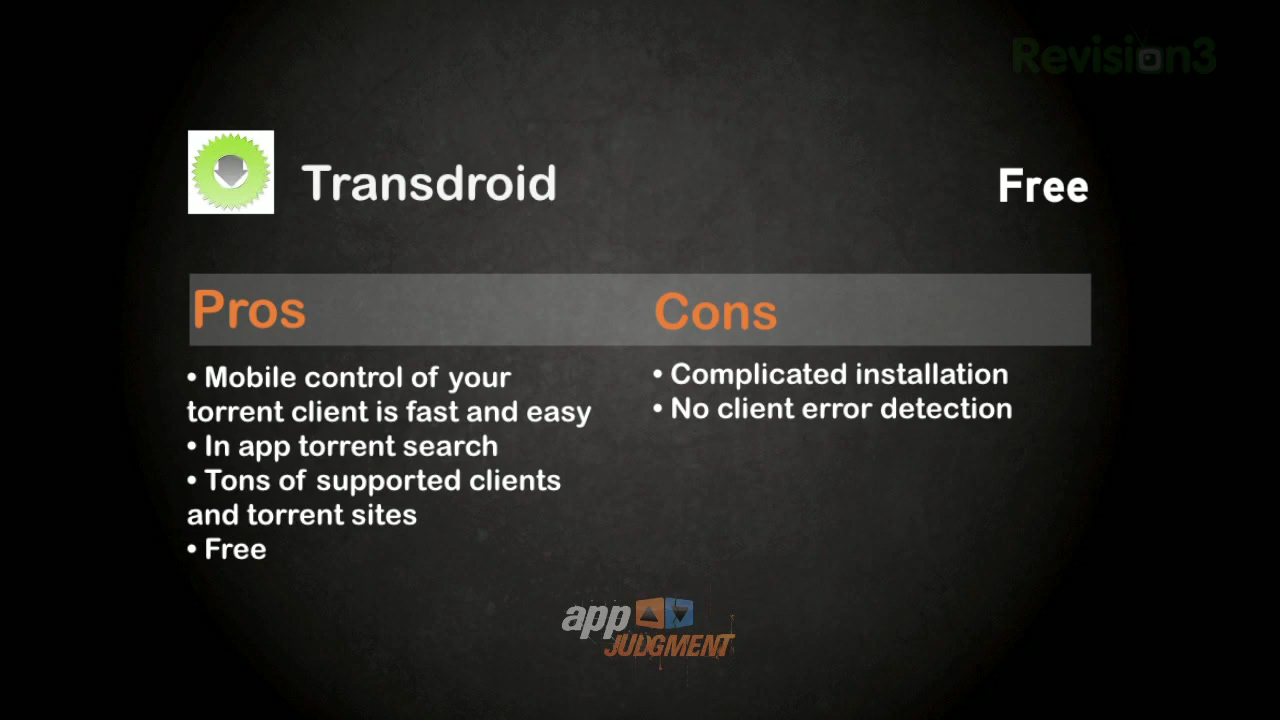 Revision3
Transdroid
Free
Pros
Cons
• Mobile control of your
torrent client is fast and easy
• In app torrent search
• Tons of supported clients
and torrent sites
• Free
• Complicated installation
• No client error detection
app
JUDGMENT